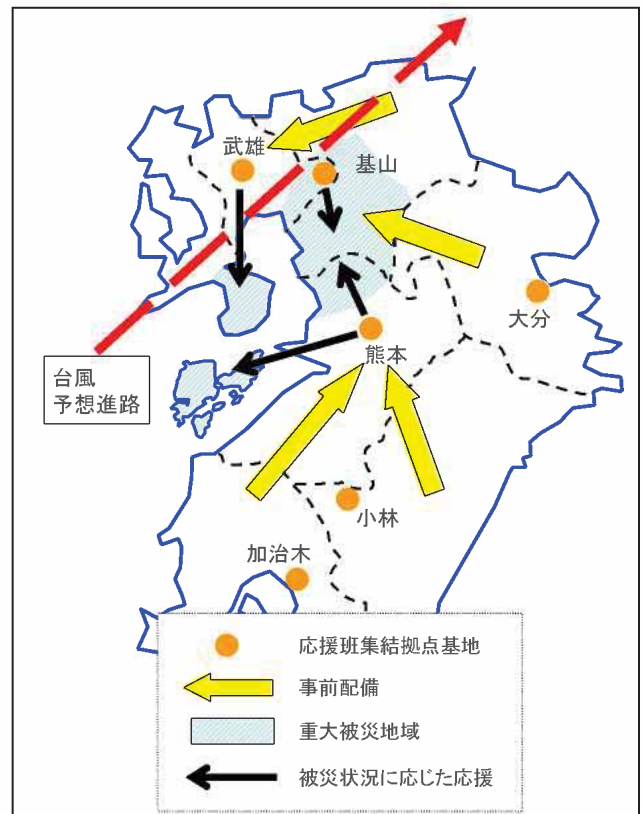 武雄
基山
大分
熊本
台風
予想進路
小林
加治木
応援班集結拠点基地
事前配備
重大被災地域
被災状況に応じた応援